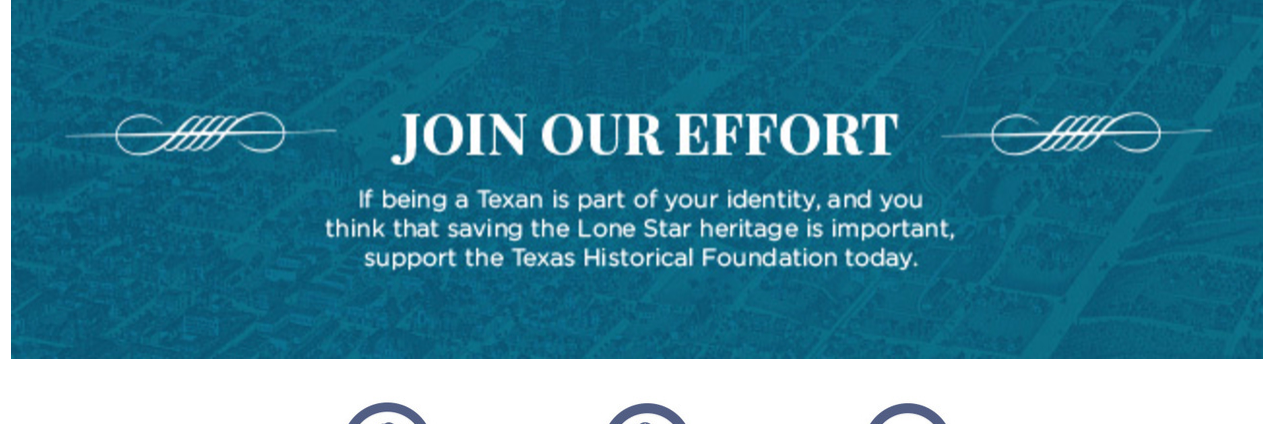 JOIN OUR EFFORT
If being a Texan is part of your identity, and you
think that saving the Lone Star heritage is important,
support the Texas Historical Foundation today.